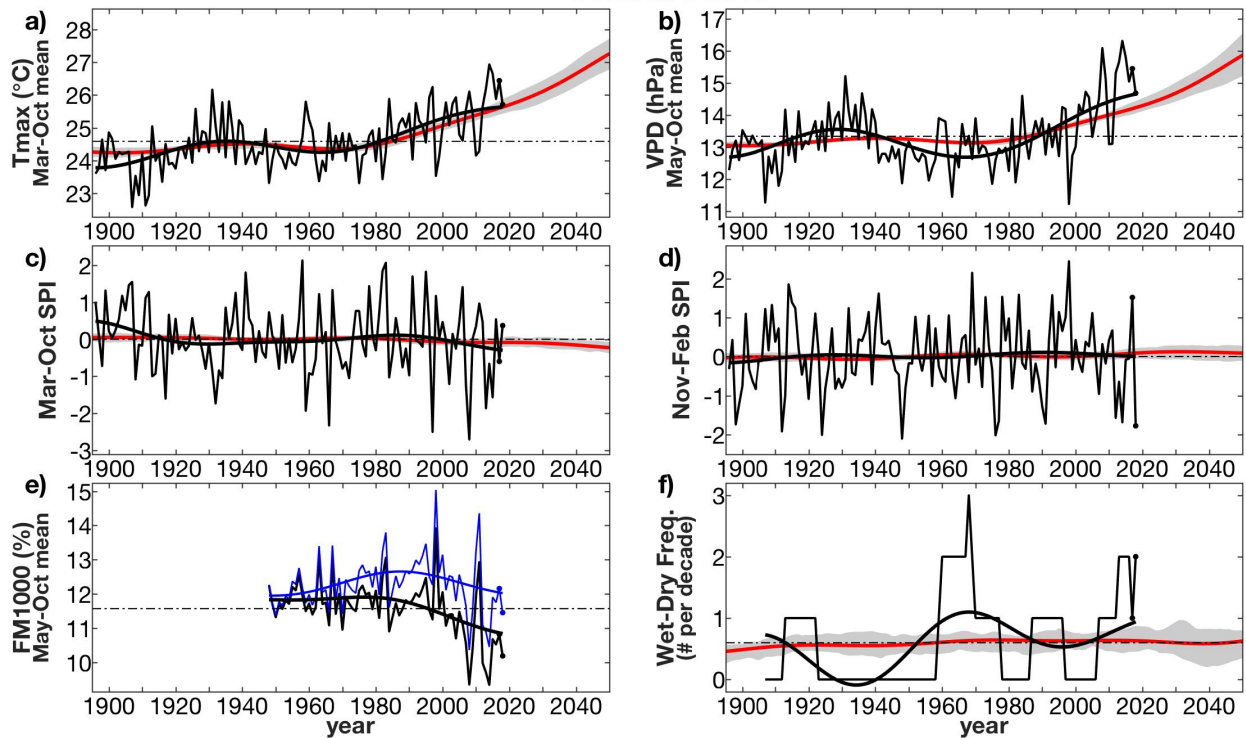 a)
Tmax (°C)
Mar-Oct mean
28
27
26
25
24
23
1900 1920 1940 1960 1980 2000 2020 2040
b)
VPD (hPa)
May-Oct mean
17
16
15
14
13
12
11
1900 1920 1940 1960 1980 2000 2020 2040
c)
Mar-Oct SPI
2
1
0
-1
-2
-3
1900 1920 1940 1960 1980 2000 2020 2040
d)
Nov-Feb SPI
2
1
0
-1
-2
1900 1920 1940 1960 1980 2000 2020 2040
e)
FM1000 (%)
May-Oct mean
15
14
13
12
11
10
1900 1920 1940 1960 1980 2000 2020 2040
year
f)
Wet-Dry Freq.
(# per decade)
3
2
1
0
1900 1920 1940 1960 1980 2000 2020 2040
year